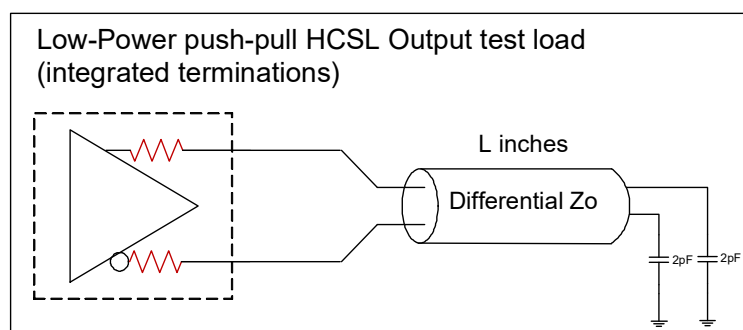 Low-Power push-pull HCSL Output test load
(integrated terminations)
L inches
Differential Zo
2pF
2pF